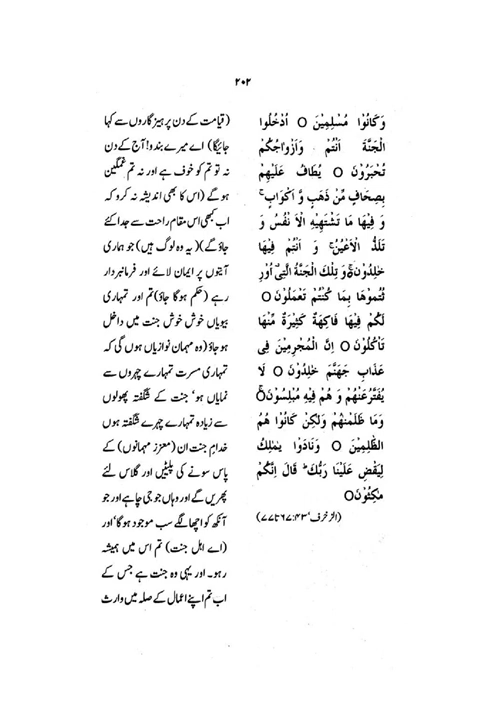 ۲۰۲
وَكَانُوْا مُسْلِمِيْنَ O اُدْخُلُوا
الْجَنَّةَ اَنْتُمْ وَاَزْوَاجُكُمْ
تُحْبَرُوْنَ O يُطَافُ عَلَيْهِمْ
بِصِحَافٍ مِّنْ ذَهَبٍ وَّ اَكْوَابٍ ۚ
وَ فِيْهَا مَا تَشْتَهِيْهِ الْاَ نْفُسُ وَ
تَلَذُّ الْاَعْيُنُ ۚ وَ اَنْتُمْ فِيْهَا
خٰلِدُوْنَ O وَ تِلْكَ الْجَنَّةُ الَّتِىْٓ اُوْرِ
ثْتُمُوْهَا بِمَا كُنْتُمْ تَعْمَلُوْنَ O
لَكُمْ فِيْهَا فَاكِهَةٌ كَثِيْرَةٌ مِّنْهَا
تَاْكُلُوْنَ O اِنَّ الْمُجْرِمِيْنَ فِى
عَذَابِ جَهَنَّمَ خٰلِدُوْنَ O لَا
يُفَتَّرُ عَنْهُمْ وَ هُمْ فِيْهِ مُبْلِسُوْنَ O
وَمَا ظَلَمْنٰهُمْ وَلٰكِنْ كَانُوْا هُمُ
الظّٰلِمِيْنَ O وَنَادَوْا يٰمٰلِكُ
لِيَقْضِ عَلَيْنَا رَبُّكَ ؕ قَالَ اِنَّكُمْ
مٰكِثُوْنَ O
(الزخرف ۴۳:۶۷ تا ۷۷)
(قیامت کے دن پرہیزگاروں سے کہا
جائیگا) اے میرے بندو! آج کے دن
نہ تو تم کو خوف ہے اور نہ تم غمگین
ہو گے (اس کا بھی اندیشہ نہ کرو کہ
اب کبھی اس مقام راحت سے جدا کئے
جاؤ گے) (یہ وہ لوگ ہیں) جو ہماری
آیتوں پر ایمان لائے اور فرمانبردار
رہے (حکم ہو گا جاؤ) تم اور تمہاری
بیویاں خوش خوش جنت میں داخل
ہو جاؤ (وہ مہمان نوازیاں ہوں گی کہ
تمہاری مسرت تمہارے چہروں سے
نمایاں ہو' جنت کے شگفتہ پھولوں
سے زیادہ تمہارے چہرے شگفتہ ہوں
خدام جنت ان (معزز مہمانوں) کے
پاس سونے کی پلیٹیں اور گلاس لئے
پھریں گے اور وہاں جو جی چاہے اور جو
آنکھ کو اچھا لگے سب موجود ہو گا' اور
(اے اہل جنت) تم اس میں ہمیشہ
رہو۔ اور یہی وہ جنت ہے جس کے
اب تم اپنے اعمال کے صلہ میں وارث